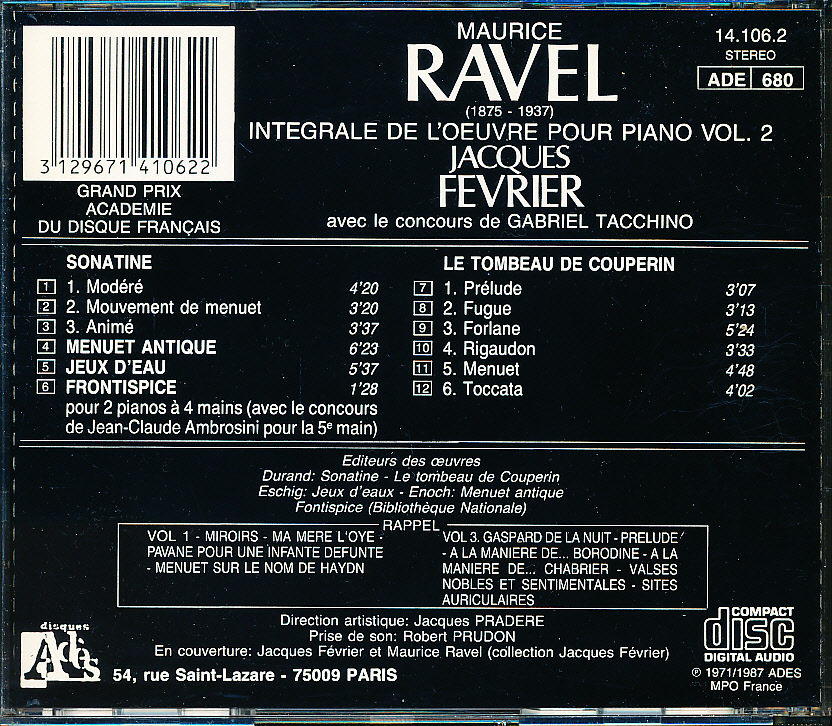 3 129671 410622
GRAND PRIX
ACADEMIE
DU DISQUE FRANÇAIS
MAURICE
RAVEL
(1875 - 1937)
INTEGRALE DE L'OEUVRE POUR PIANO VOL. 2
JACQUES
FEVRIER
avec le concours de GABRIEL TACCHINO
14.106.2
STEREO
ADE 680
SONATINE
1 1. Modéré 4'20
2 2. Mouvement de menuet 3'20
3 3. Animé 3'37
4 MENUET ANTIQUE 6'23
5 JEUX D'EAU 5'37
6 FRONTISPICE 1'28
pour 2 pianos à 4 mains (avec le concours
de Jean-Claude Ambrosini pour la 5e main)
LE TOMBEAU DE COUPERIN
7 1. Prélude 3'07
8 2. Fugue 3'13
9 3. Forlane 5'24
10 4. Rigaudon 3'33
11 5. Menuet 4'48
12 6. Toccata 4'02
Editeurs des œuvres
Durand: Sonatine - Le tombeau de Couperin
Eschig: Jeux d'eaux - Enoch: Menuet antique
Fontispice (Bibliothèque Nationale)
RAPPEL
VOL 1 - MIROIRS - MA MERE L'OYE -
PAVANE POUR UNE INFANTE DEFUNTE
- MENUET SUR LE NOM DE HAYDN
VOL 3. GASPARD DE LA NUIT - PRELUDE
- A LA MANIERE DE... BORODINE - A LA
MANIERE DE... CHABRIER - VALSES
NOBLES ET SENTIMENTALES - SITES
AURICULAIRES
Direction artistique: Jacques PRADERE
Prise de son: Robert PRUDON
En couverture: Jacques Février et Maurice Ravel (collection Jacques Février)
disques
Adès
54, rue Saint-Lazare - 75009 PARIS
COMPACT
disc
DIGITAL AUDIO
℗ 1971/1987 ADES
MPO France